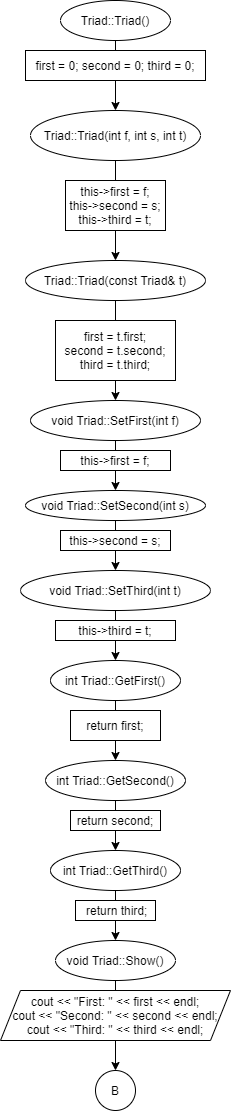 Triad::Triad()
first = 0; second = 0; third = 0;
Triad::Triad(int f, int s, int t)
this->first = f;
this->second = s;
this->third = t;
Triad::Triad(const Triad& t)
first = t.first;
second = t.second;
third = t.third;
void Triad::SetFirst(int f)
this->first = f;
void Triad::SetSecond(int s)
this->second = s;
void Triad::SetThird(int t)
this->third = t;
int Triad::GetFirst()
return first;
int Triad::GetSecond()
return second;
int Triad::GetThird()
return third;
void Triad::Show()
cout << "First: " << first << endl;
cout << "Second: " << second << endl;
cout << "Third: " << third << endl;
B